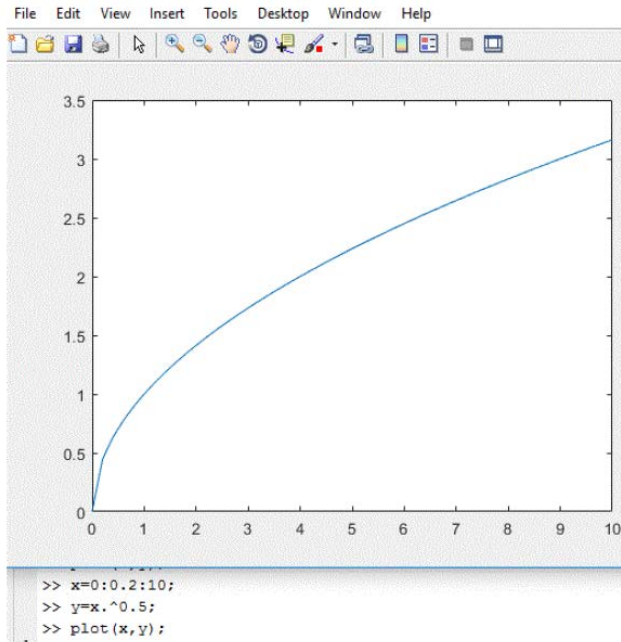 File Edit View Insert Tools Desktop Window Help
3.5
3
2.5
2
1.5
1
0.5
0
0 1 2 3 4 5 6 7 8 9 10
>> x=0:0.2:10;
>> y=x.^0.5;
>> plot(x,y);